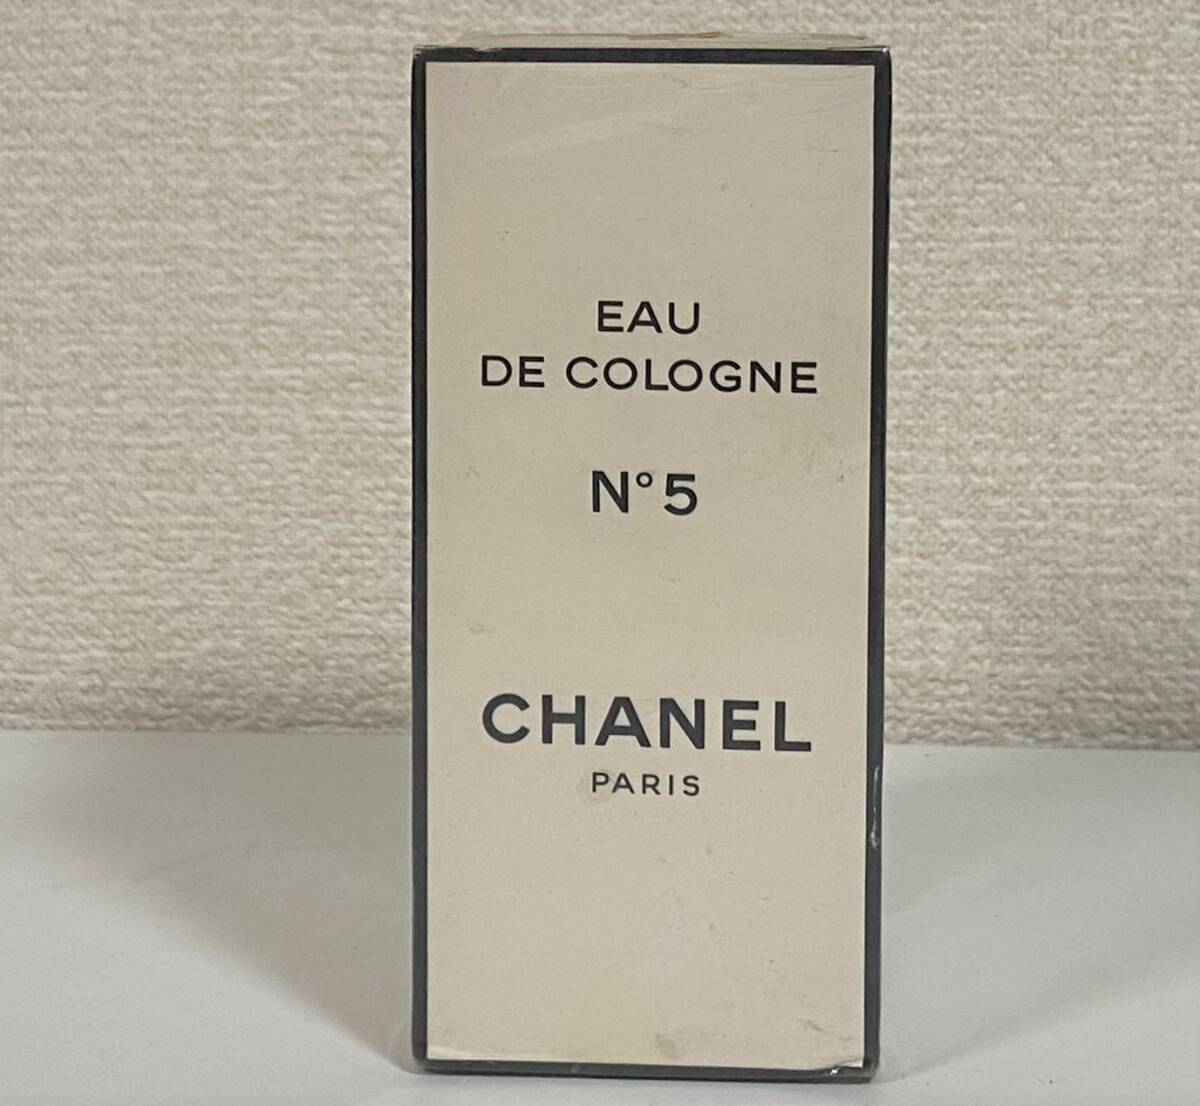 EAU
DE COLOGNE
N°5
CHANEL
PARIS